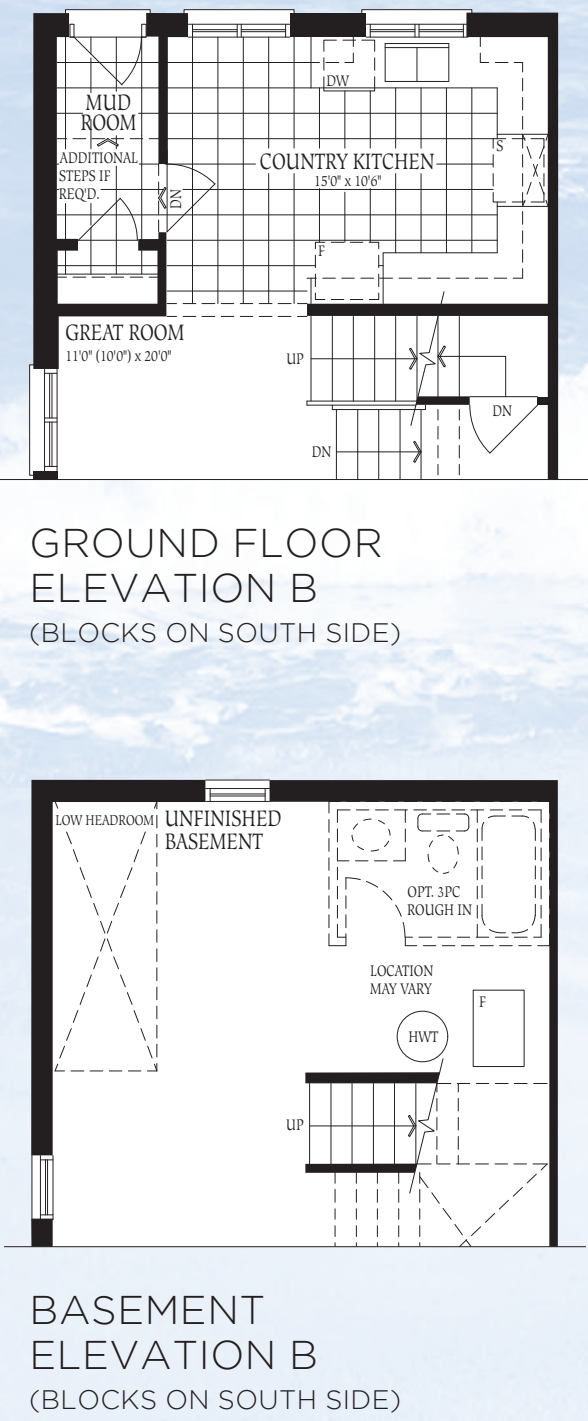 DW
MUD
ROOM
ADDITIONAL
STEPS IF
REQ'D.
DN
COUNTRY KITCHEN
15'0" x 10'6"
S
F
GREAT ROOM
11'0" (10'0") x 20'0"
UP
DN
DN
GROUND FLOOR
ELEVATION B
(BLOCKS ON SOUTH SIDE)
LOW HEADROOM
UNFINISHED
BASEMENT
OPT. 3PC
ROUGH IN
LOCATION
MAY VARY
F
HWT
UP
BASEMENT
ELEVATION B
(BLOCKS ON SOUTH SIDE)